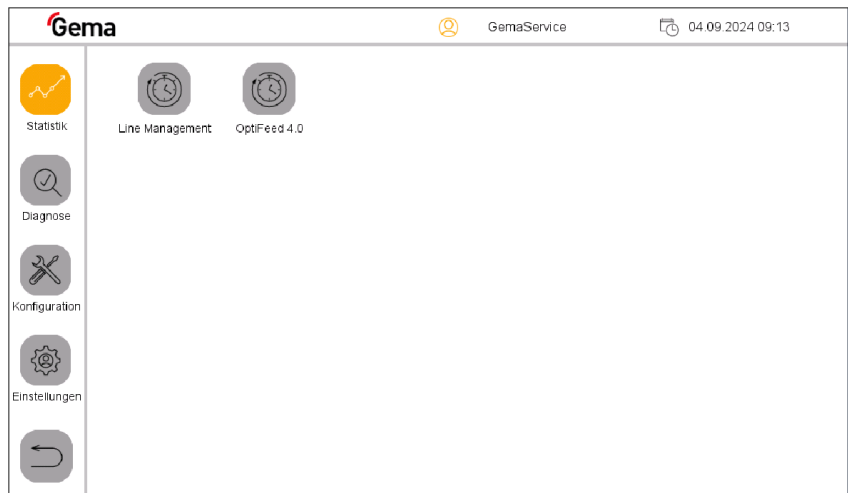 Gema
GemaService
04.09.2024 09:13
Statistik
Line Management
OptiFeed 4.0
Diagnose
Konfiguration
Einstellungen